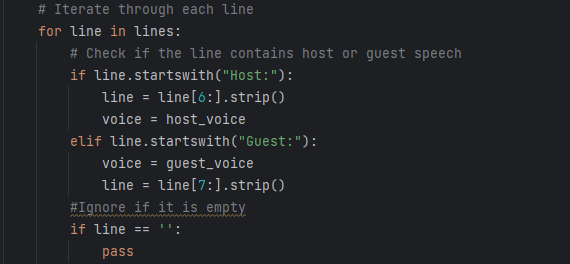 # Iterate through each line
for line in lines:
    # Check if the line contains host or guest speech
    if line.startswith("Host:"):
        line = line[6:].strip()
        voice = host_voice
    elif line.startswith("Guest:"):
        voice = guest_voice
        line = line[7:].strip()
    #Ignore if it is empty
    if line == '':
        pass